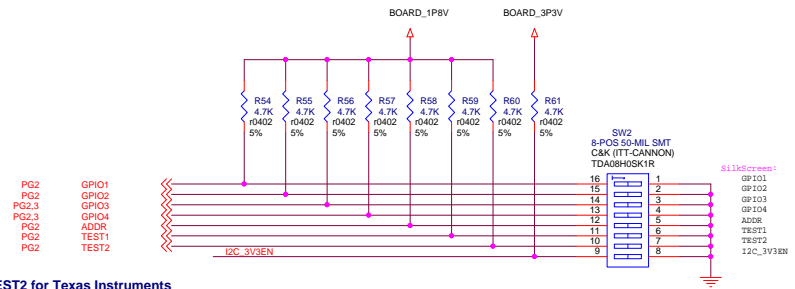 BOARD_1P8V BOARD_3P3V
R54 R55 R56 R57 R58 R59 R60 R61
4.7K 4.7K 4.7K 4.7K 4.7K 4.7K 4.7K 4.7K
r0402 r0402 r0402 r0402 r0402 r0402 r0402 r0402
5% 5% 5% 5% 5% 5% 5% 5%
SW2
8-POS 50-MIL SMT
C&K (ITT-CANNON)
TDA08H0SK1R
SilkScreen:
PG2 GPIO1 16 1 GPIO1
PG2 GPIO2 15 2 GPIO2
PG2,3 GPIO3 14 3 GPIO3
PG2,3 GPIO4 13 4 GPIO4
PG2 ADDR 12 5 ADDR
PG2 TEST1 11 6 TEST1
PG2 TEST2 10 7 TEST2
I2C_3V3EN 9 8 I2C_3V3EN
EST2 for Texas Instruments